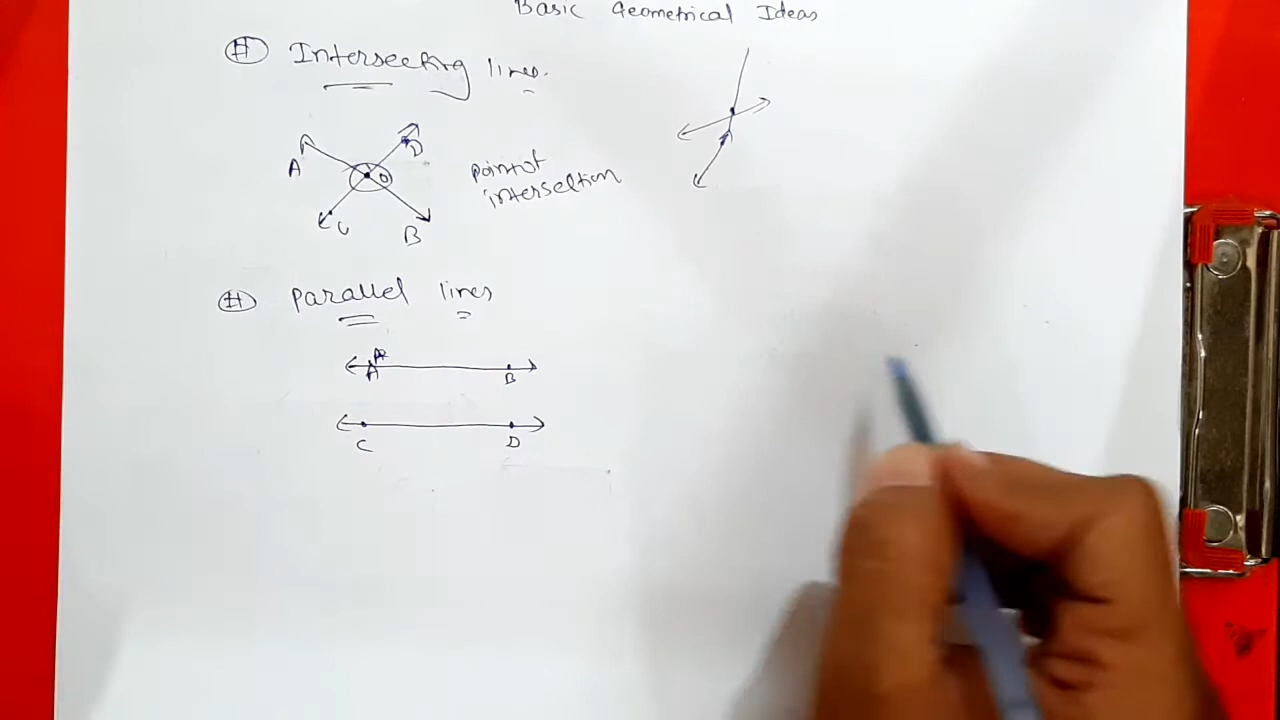 Basic Geometrical Ideas
# Intersecting lines.
A
D
O
C
B
point of
intersection
# Parallel lines
A B
C D